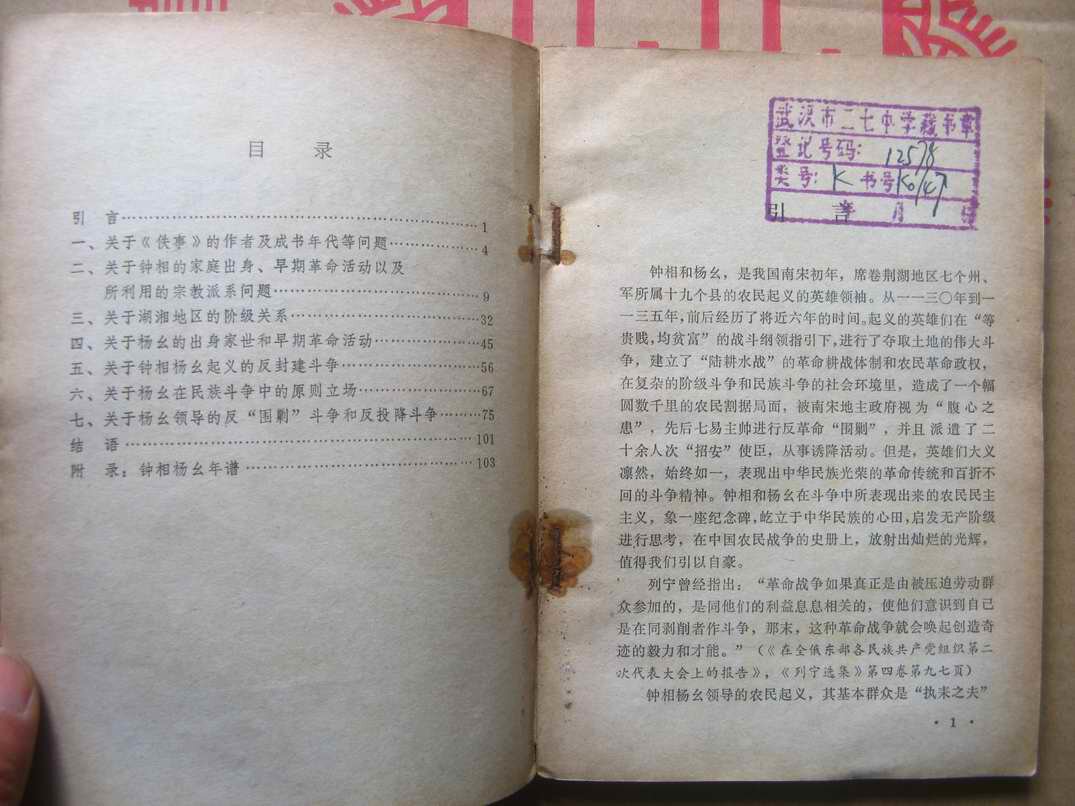 目 录
引 言……1
一、关于《佚事》的作者及成书年代等问题……4
二、关于钟相的家庭出身、早期革命活动以及
所利用的宗教派系问题……9
三、关于湖湘地区的阶级关系……32
四、关于杨幺的出身家世和早期革命活动……45
五、关于钟相杨幺起义的反封建斗争……56
六、关于杨幺在民族斗争中的原则立场……67
七、关于杨幺领导的反“围剿”斗争和反投降斗争……75
结 语……101
附 录：钟相杨幺年谱……103
武汉市二七中学藏书章
登记号码：12578
类号：K 书号K0/47
月
引 言
钟相和杨幺，是我国南宋初年，席卷荆湖地区七个州、
军所属十九个县的农民起义的英雄领袖。从一一三〇年到一
一三五年，前后经历了将近六年的时间。起义的英雄们在“等
贵贱，均贫富”的战斗纲领指引下，进行了夺取土地的伟大斗
争，建立了“陆耕水战”的革命耕战体制和农民革命政权，
在复杂的阶级斗争和民族斗争的社会环境里，造成了一个幅
圆数千里的农民割据局面，被南宋地主政府视为“腹心之
患”，先后七易主帅进行反革命“围剿”，并且派遣了二
十余人次“招安”使臣，从事诱降活动。但是，英雄们大义
凛然，始终如一，表现出中华民族光荣的革命传统和百折不
回的斗争精神。钟相和杨幺在斗争中所表现出来的农民民主
主义，象一座纪念碑，屹立于中华民族的心田，启发无产阶级
进行思考，在中国农民战争的史册上，放射出灿烂的光辉，
值得我们引以自豪。
列宁曾经指出：“革命战争如果真正是由被压迫劳动群
众参加的，是同他们的利益息息相关的，使他们意识到自己
是在同剥削者作斗争，那末，这种革命战争就会唤起创造奇
迹的毅力和才能。”（《在全俄东部各民族共产党组织第二
次代表大会上的报告》，《列宁选集》第四卷第九七页）
钟相杨幺领导的农民起义，其基本群众是“执耒之夫”
· 1 ·